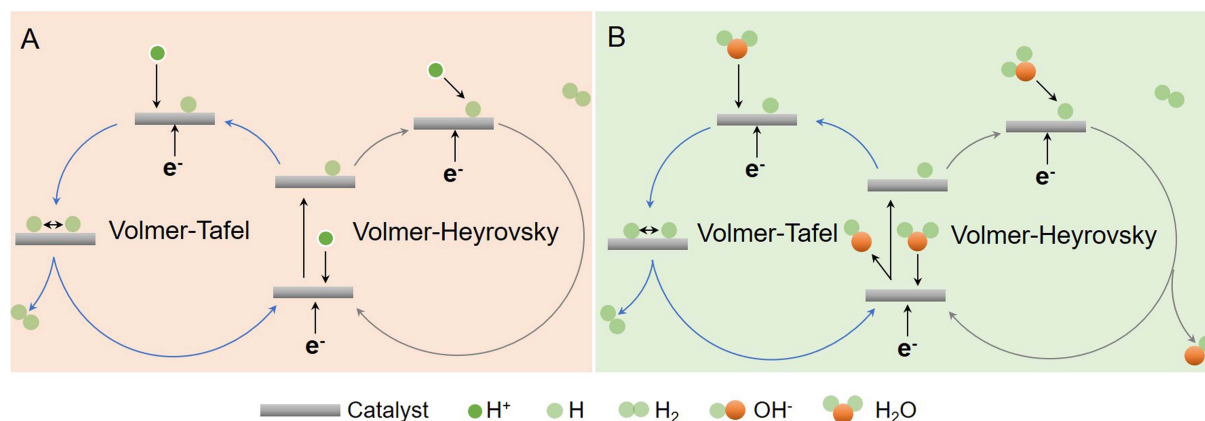 A
e⁻
e⁻
Volmer-Tafel
Volmer-Heyrovsky
e⁻
B
e⁻
e⁻
Volmer-Tafel
Volmer-Heyrovsky
e⁻
Catalyst H⁺ H H₂ OH⁻ H₂O